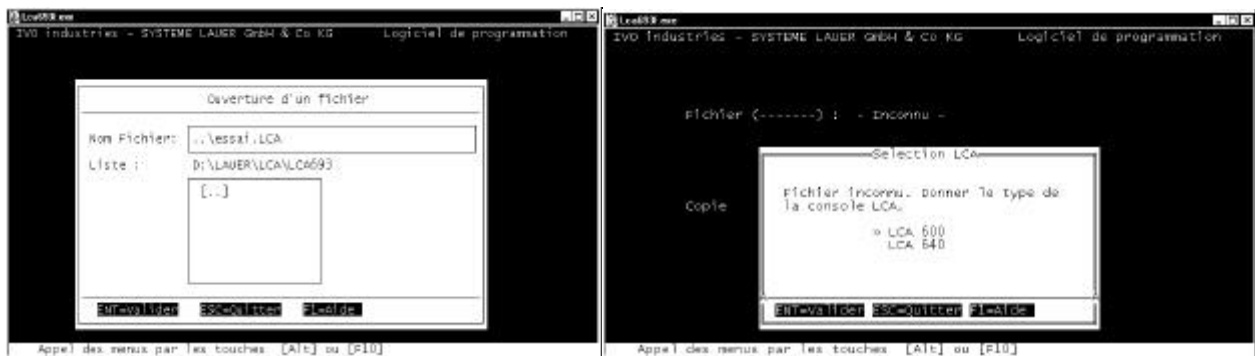 Lca693.exe
IVO industries - SYSTEME LAUER GmbH & Co KG Logiciel de programmation
Ouverture d'un fichier
Nom Fichier: ..\essai.LCA
Liste : D:\LAUER\LCA\LCA693
[..]
ENT=Valider ESC=Quitter F1=Aide
Appel des menus par les touches [Alt] ou [F10]
Lca693.exe
IVO industries - SYSTEME LAUER GmbH & Co KG Logiciel de programmation
Fichier (-------) : - Inconnu -
Selection LCA
Fichier inconnu. Donner le type de
la console LCA.
Copie
» LCA 600
LCA 640
ENT=Valider ESC=Quitter F1=Aide
Appel des menus par les touches [Alt] ou [F10]